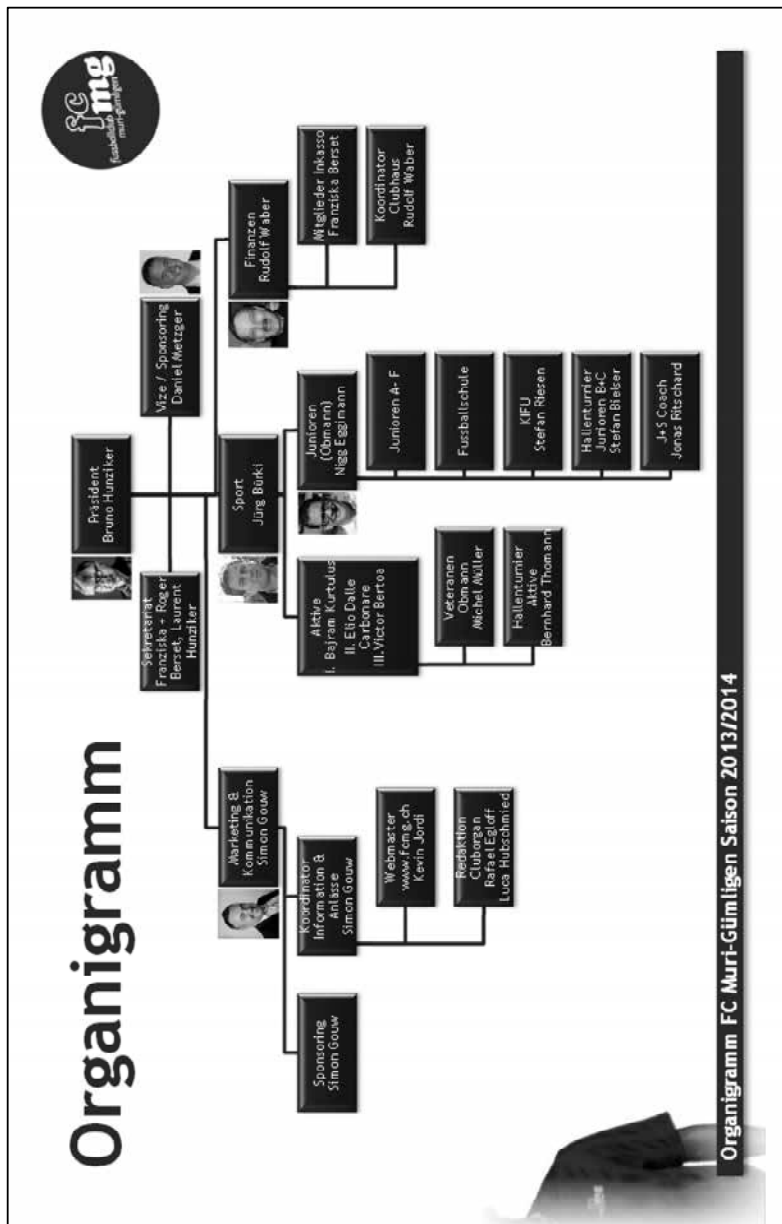 Organigramm
fc
mg
fussballclub
muri-gümligen
Präsident
Bruno Hunziker
Sekretariat
Franziska + Roger
Berset, Laurent
Hunziker
Vize / Sponsoring
Daniel Metzger
Marketing &
Kommunikation
Simon Gouw
Sport
Jürg Bürki
Finanzen
Rudolf Waber
Sponsoring
Simon Gouw
Koordinator
Information &
Anlässe
Simon Gouw
Webmaster
www.fcmg.ch
Kevin Jordi
Redaktion
Cluborgan
Rafael Egloff
Luca Hubschmied
Aktive
I. Bajram Kurtulus
II. Elio Dalle
Carbonare
III. Victor Bertoa
Veteranen
Obmann
Michel Müller
Hallenturnier
Aktive
Bernhard Thomann
Junioren
(Obmann)
Nigg Eggimann
Junioren A- F
Fussballschule
KIFU
Stefan Riesen
Hallenturnier
Junioren B+C
Stefan Bielser
J+S Coach
Jonas Ritschard
Mitglieder Inkasso
Franziska Berset
Koordinator
Clubhaus
Rudolf Waber
Organigramm FC Muri-Gümligen Saison 2013/2014